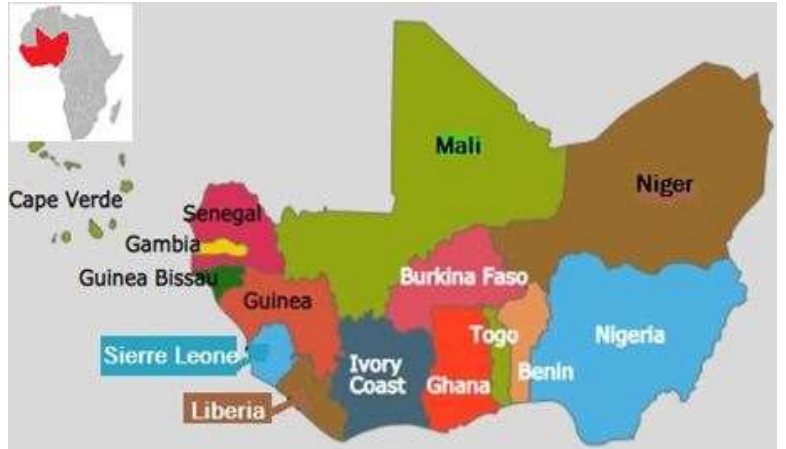 Mali
Niger
Cape Verde
Senegal
Gambia
Guinea Bissau
Burkina Faso
Guinea
Togo
Nigeria
Sierre Leone
Ivory
Coast
Ghana
Benin
Liberia